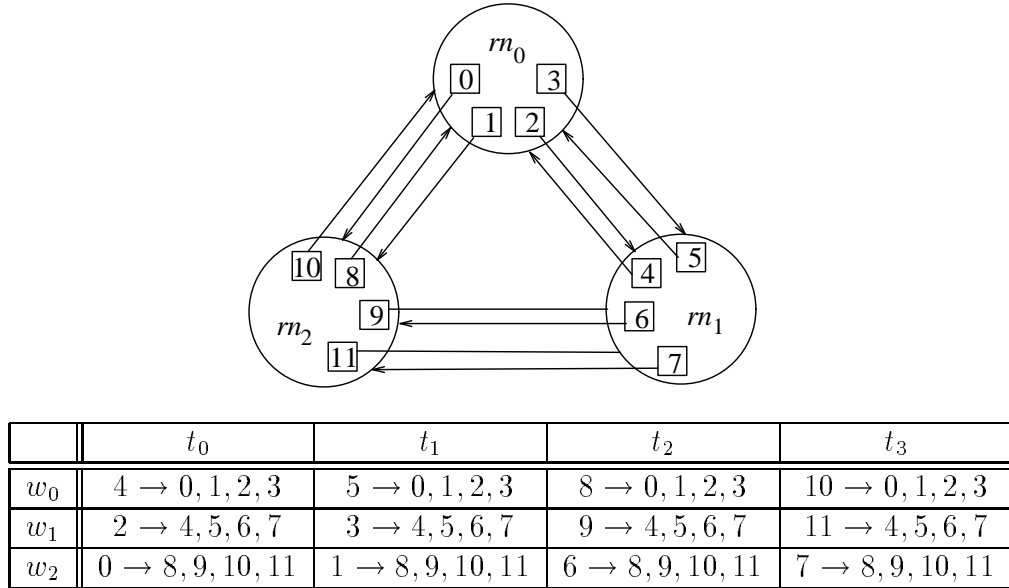 rn₀
0 3
1 2
10 8 4 5
9 6
rn₂ rn₁
11 7
t₀ t₁ t₂ t₃
w₀ 4 → 0, 1, 2, 3 5 → 0, 1, 2, 3 8 → 0, 1, 2, 3 10 → 0, 1, 2, 3
w₁ 2 → 4, 5, 6, 7 3 → 4, 5, 6, 7 9 → 4, 5, 6, 7 11 → 4, 5, 6, 7
w₂ 0 → 8, 9, 10, 11 1 → 8, 9, 10, 11 6 → 8, 9, 10, 11 7 → 8, 9, 10, 11